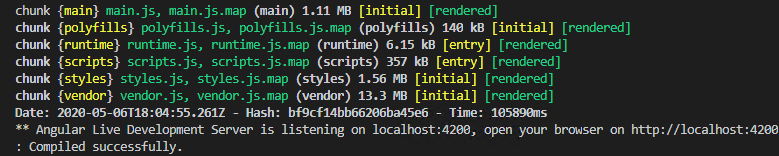 chunk {main} main.js, main.js.map (main) 1.11 MB [initial] [rendered]
chunk {polyfills} polyfills.js, polyfills.js.map (polyfills) 140 kB [initial] [rendered]
chunk {runtime} runtime.js, runtime.js.map (runtime) 6.15 kB [entry] [rendered]
chunk {scripts} scripts.js, scripts.js.map (scripts) 357 kB [entry] [rendered]
chunk {styles} styles.js, styles.js.map (styles) 1.56 MB [initial] [rendered]
chunk {vendor} vendor.js, vendor.js.map (vendor) 13.3 MB [initial] [rendered]
Date: 2020-05-06T18:04:55.261Z - Hash: bf9cf14bb66206ba45e6 - Time: 105890ms
** Angular Live Development Server is listening on localhost:4200, open your browser on http://localhost:4200
: Compiled successfully.